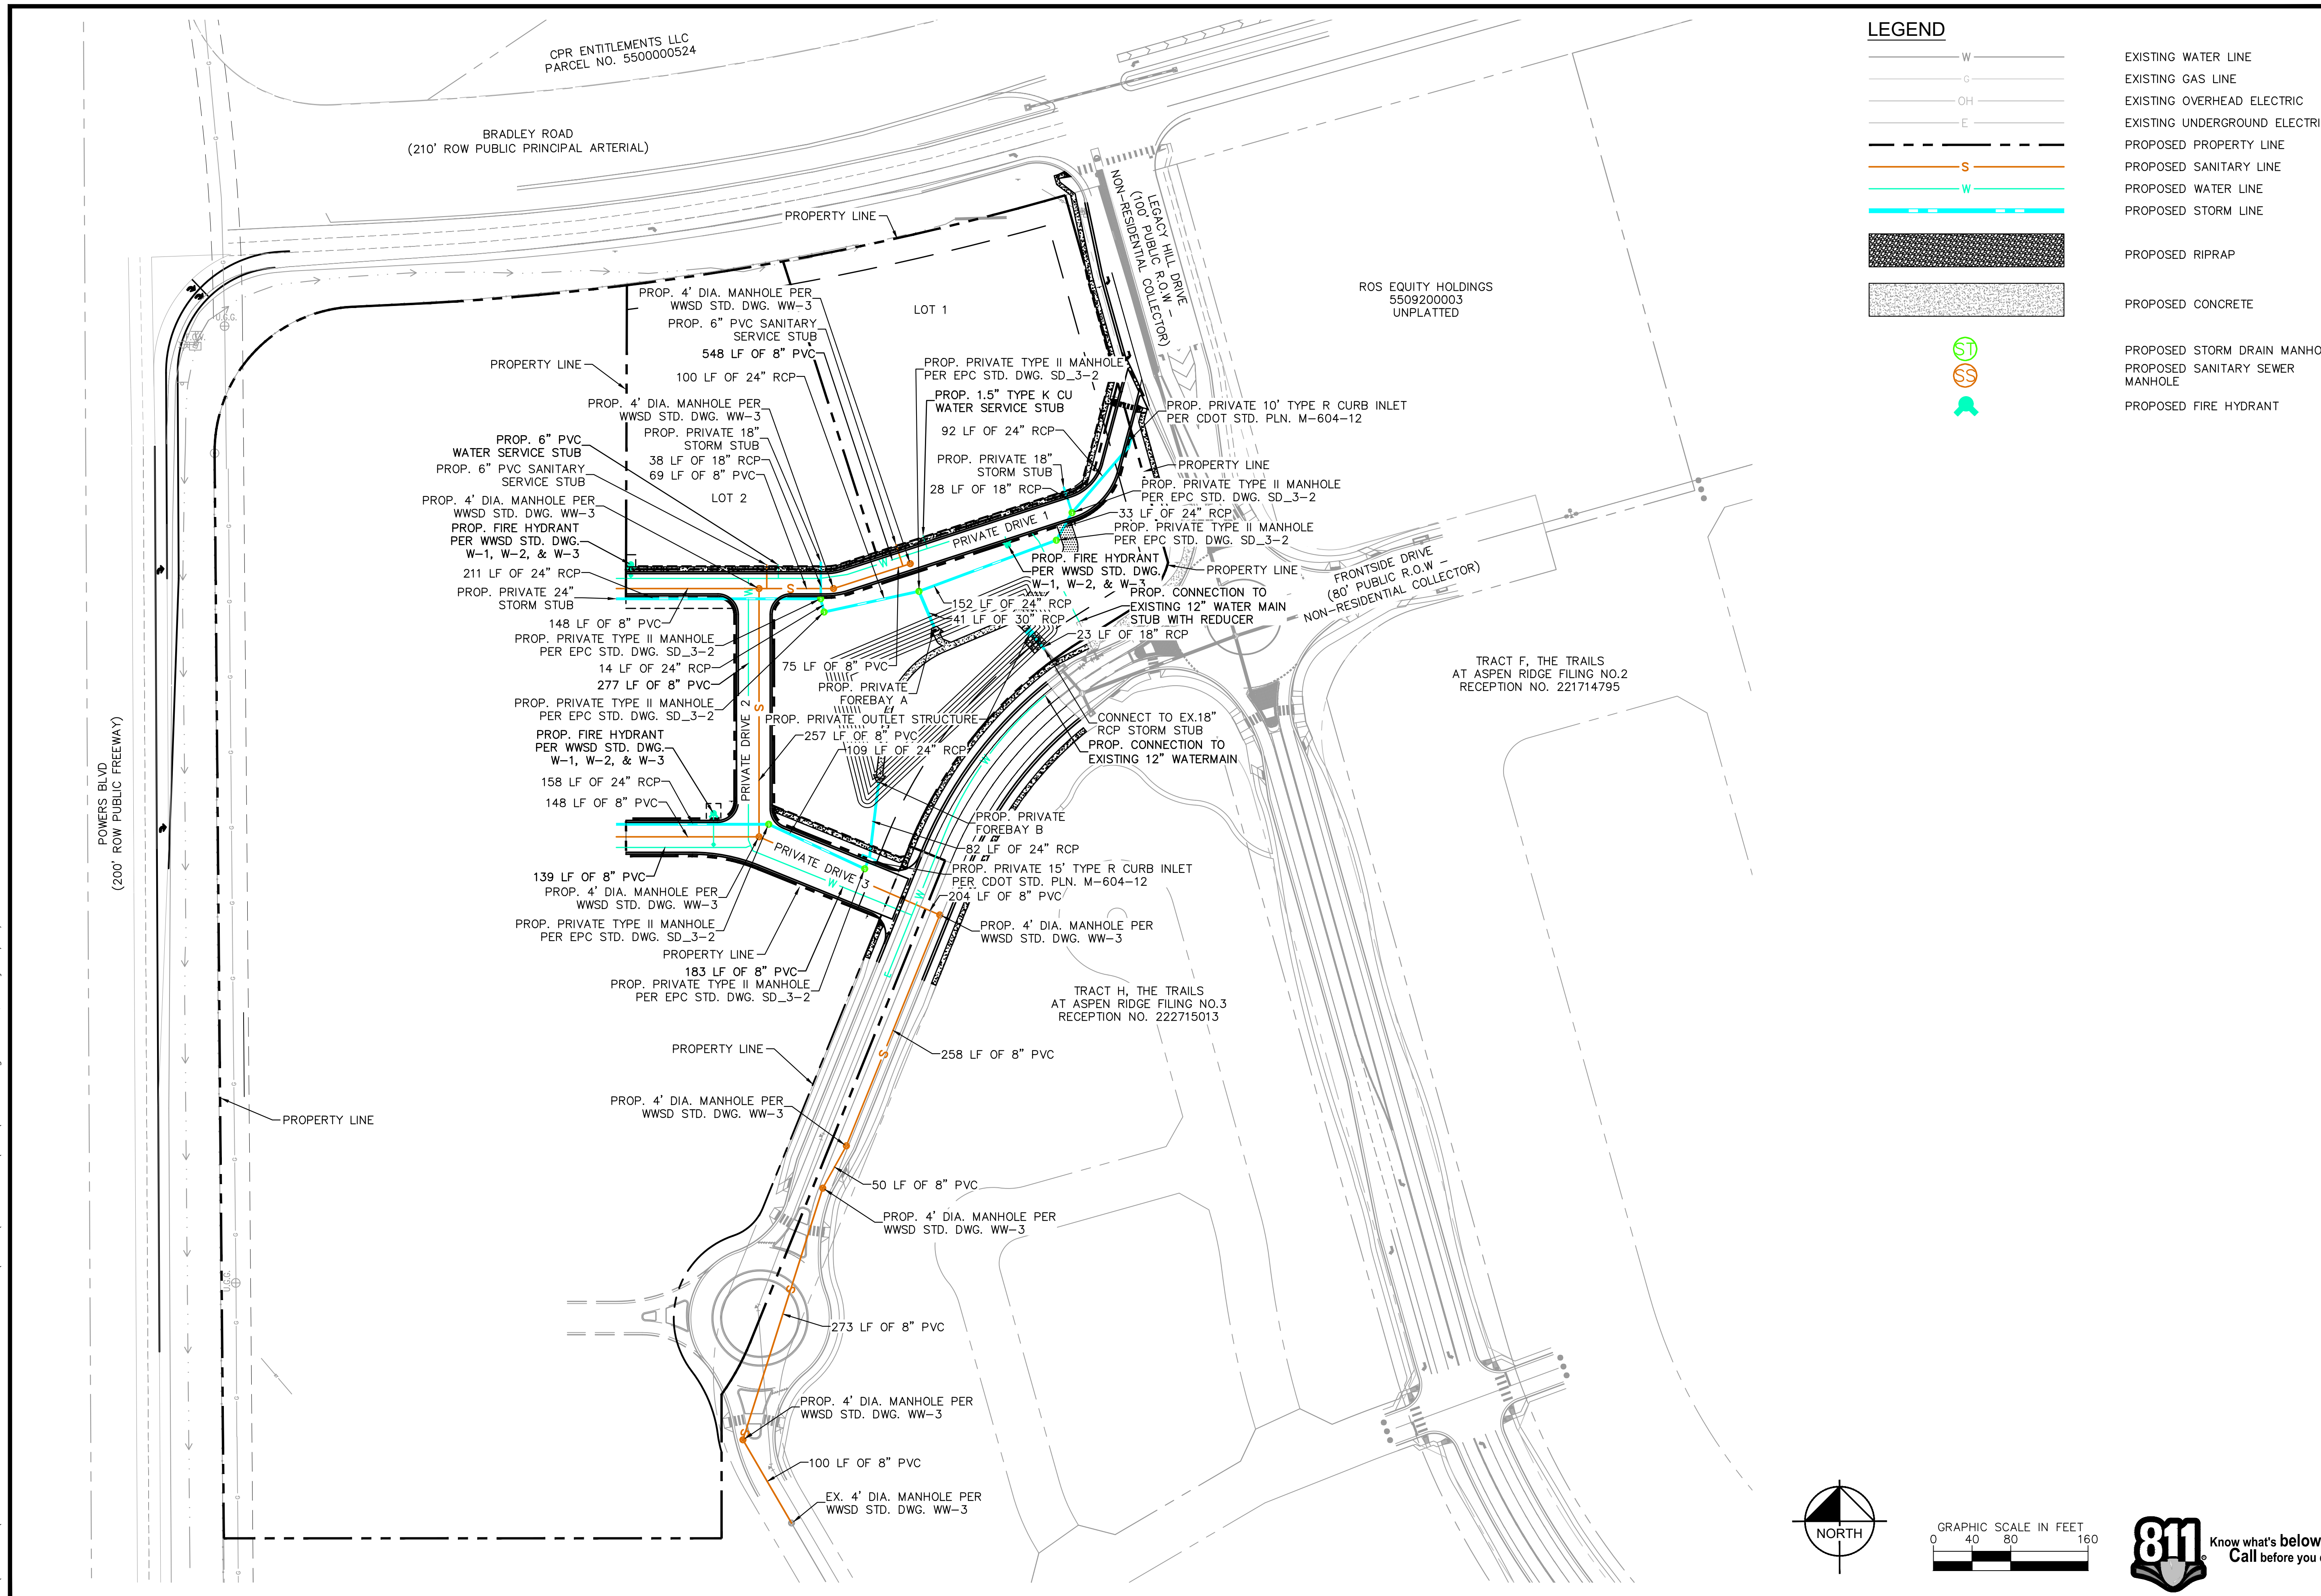 CPR ENTITLEMENTS LLC
PARCEL NO. 5500000524
BRADLEY ROAD
(210' ROW PUBLIC PRINCIPAL ARTERIAL)
PROPERTY LINE
LEGACY HILL DRIVE
(100' PUBLIC R.O.W –
NON-RESIDENTIAL COLLECTOR)
ROS EQUITY HOLDINGS
5509200003
UNPLATTED
LOT 1
PROP. 4' DIA. MANHOLE PER
WWSD STD. DWG. WW-3
PROP. 6" PVC SANITARY
SERVICE STUB
548 LF OF 8" PVC
100 LF OF 24" RCP
PROPERTY LINE
PROP. 4' DIA. MANHOLE PER
WWSD STD. DWG. WW-3
PROP. PRIVATE 18"
STORM STUB
38 LF OF 18" RCP
69 LF OF 8" PVC
LOT 2
PROP. 6" PVC
WATER SERVICE STUB
PROP. 6" PVC SANITARY
SERVICE STUB
PROP. 4' DIA. MANHOLE PER
WWSD STD. DWG. WW-3
PROP. FIRE HYDRANT
PER WWSD STD. DWG.
W-1, W-2, & W-3
211 LF OF 24" RCP
PROP. PRIVATE 24"
STORM STUB
148 LF OF 8" PVC
PROP. PRIVATE TYPE II MANHOLE
PER EPC STD. DWG. SD_3-2
14 LF OF 24" RCP
277 LF OF 8" PVC
PROP. PRIVATE TYPE II MANHOLE
PER EPC STD. DWG. SD_3-2
PROP. FIRE HYDRANT
PER WWSD STD. DWG.
W-1, W-2, & W-3
158 LF OF 24" RCP
148 LF OF 8" PVC
139 LF OF 8" PVC
PROP. 4' DIA. MANHOLE PER
WWSD STD. DWG. WW-3
PROP. PRIVATE TYPE II MANHOLE
PER EPC STD. DWG. SD_3-2
PROPERTY LINE
183 LF OF 8" PVC
PROP. PRIVATE TYPE II MANHOLE
PER EPC STD. DWG. SD_3-2
PROP. PRIVATE TYPE II MANHOLE
PER EPC STD. DWG. SD_3-2
PROP. 1.5" TYPE K CU
WATER SERVICE STUB
92 LF OF 24" RCP
PROP. PRIVATE 18"
STORM STUB
28 LF OF 18" RCP
PROP. PRIVATE 10' TYPE R CURB INLET
PER CDOT STD. PLN. M-604-12
PROPERTY LINE
PROP. PRIVATE TYPE II MANHOLE
PER EPC STD. DWG. SD_3-2
33 LF OF 24" RCP
PROP. PRIVATE TYPE II MANHOLE
PER EPC STD. DWG. SD_3-2
PROP. FIRE HYDRANT
PER WWSD STD. DWG.
W-1, W-2, & W-3
PROPERTY LINE
PROP. CONNECTION TO
EXISTING 12" WATER MAIN
STUB WITH REDUCER
152 LF OF 24" RCP
41 LF OF 30" RCP
23 LF OF 18" RCP
PRIVATE DRIVE 1
PRIVATE DRIVE 2
PRIVATE DRIVE 3
75 LF OF 8" PVC
PROP. PRIVATE
FOREBAY A
PROP. PRIVATE OUTLET STRUCTURE
257 LF OF 8" PVC
109 LF OF 24" RCP
CONNECT TO EX.18"
RCP STORM STUB
PROP. CONNECTION TO
EXISTING 12" WATERMAIN
PROP. PRIVATE
FOREBAY B
82 LF OF 24" RCP
PROP. PRIVATE 15' TYPE R CURB INLET
PER CDOT STD. PLN. M-604-12
204 LF OF 8" PVC
PROP. 4' DIA. MANHOLE PER
WWSD STD. DWG. WW-3
FRONTSIDE DRIVE
(80' PUBLIC R.O.W –
NON-RESIDENTIAL COLLECTOR)
TRACT F, THE TRAILS
AT ASPEN RIDGE FILING NO.2
RECEPTION NO. 221714795
TRACT H, THE TRAILS
AT ASPEN RIDGE FILING NO.3
RECEPTION NO. 222715013
PROPERTY LINE
258 LF OF 8" PVC
PROP. 4' DIA. MANHOLE PER
WWSD STD. DWG. WW-3
50 LF OF 8" PVC
PROP. 4' DIA. MANHOLE PER
WWSD STD. DWG. WW-3
273 LF OF 8" PVC
PROP. 4' DIA. MANHOLE PER
WWSD STD. DWG. WW-3
100 LF OF 8" PVC
EX. 4' DIA. MANHOLE PER
WWSD STD. DWG. WW-3
POWERS BLVD
(200' ROW PUBLIC FREEWAY)
PROPERTY LINE
LEGEND
W EXISTING WATER LINE
G EXISTING GAS LINE
OH EXISTING OVERHEAD ELECTRIC
E EXISTING UNDERGROUND ELECTRI
PROPOSED PROPERTY LINE
S PROPOSED SANITARY LINE
W PROPOSED WATER LINE
PROPOSED STORM LINE
PROPOSED RIPRAP
PROPOSED CONCRETE
ST PROPOSED STORM DRAIN MANHO
SS PROPOSED SANITARY SEWER
MANHOLE
PROPOSED FIRE HYDRANT
NORTH
GRAPHIC SCALE IN FEET
0 40 80 160
811
Know what's below
Call before you